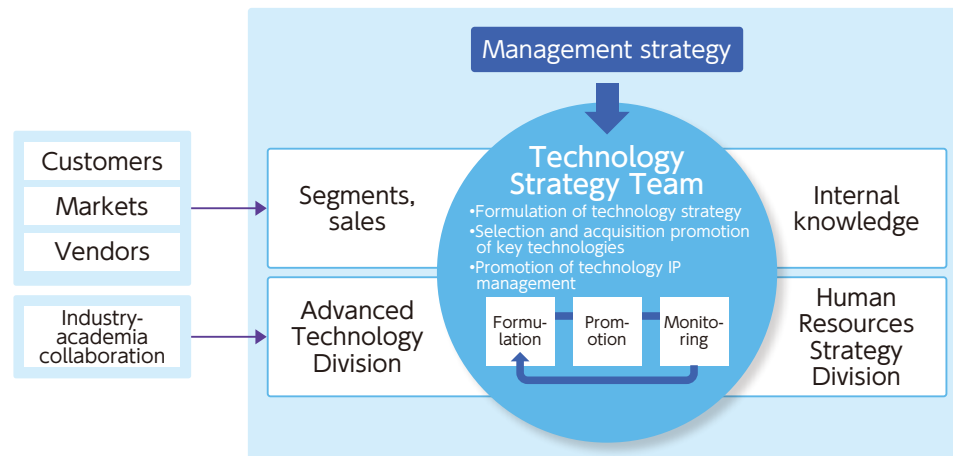 Management strategy
Customers
Markets
Vendors
Industry-
academia
collaboration
Segments,
sales
Advanced
Technology
Division
Technology
Strategy Team
•Formulation of technology strategy
•Selection and acquisition promotion
of key technologies
•Promotion of technology IP
management
Formu-
lation
Prom-
otion
Monito-
ring
Internal
knowledge
Human
Resources
Strategy
Division